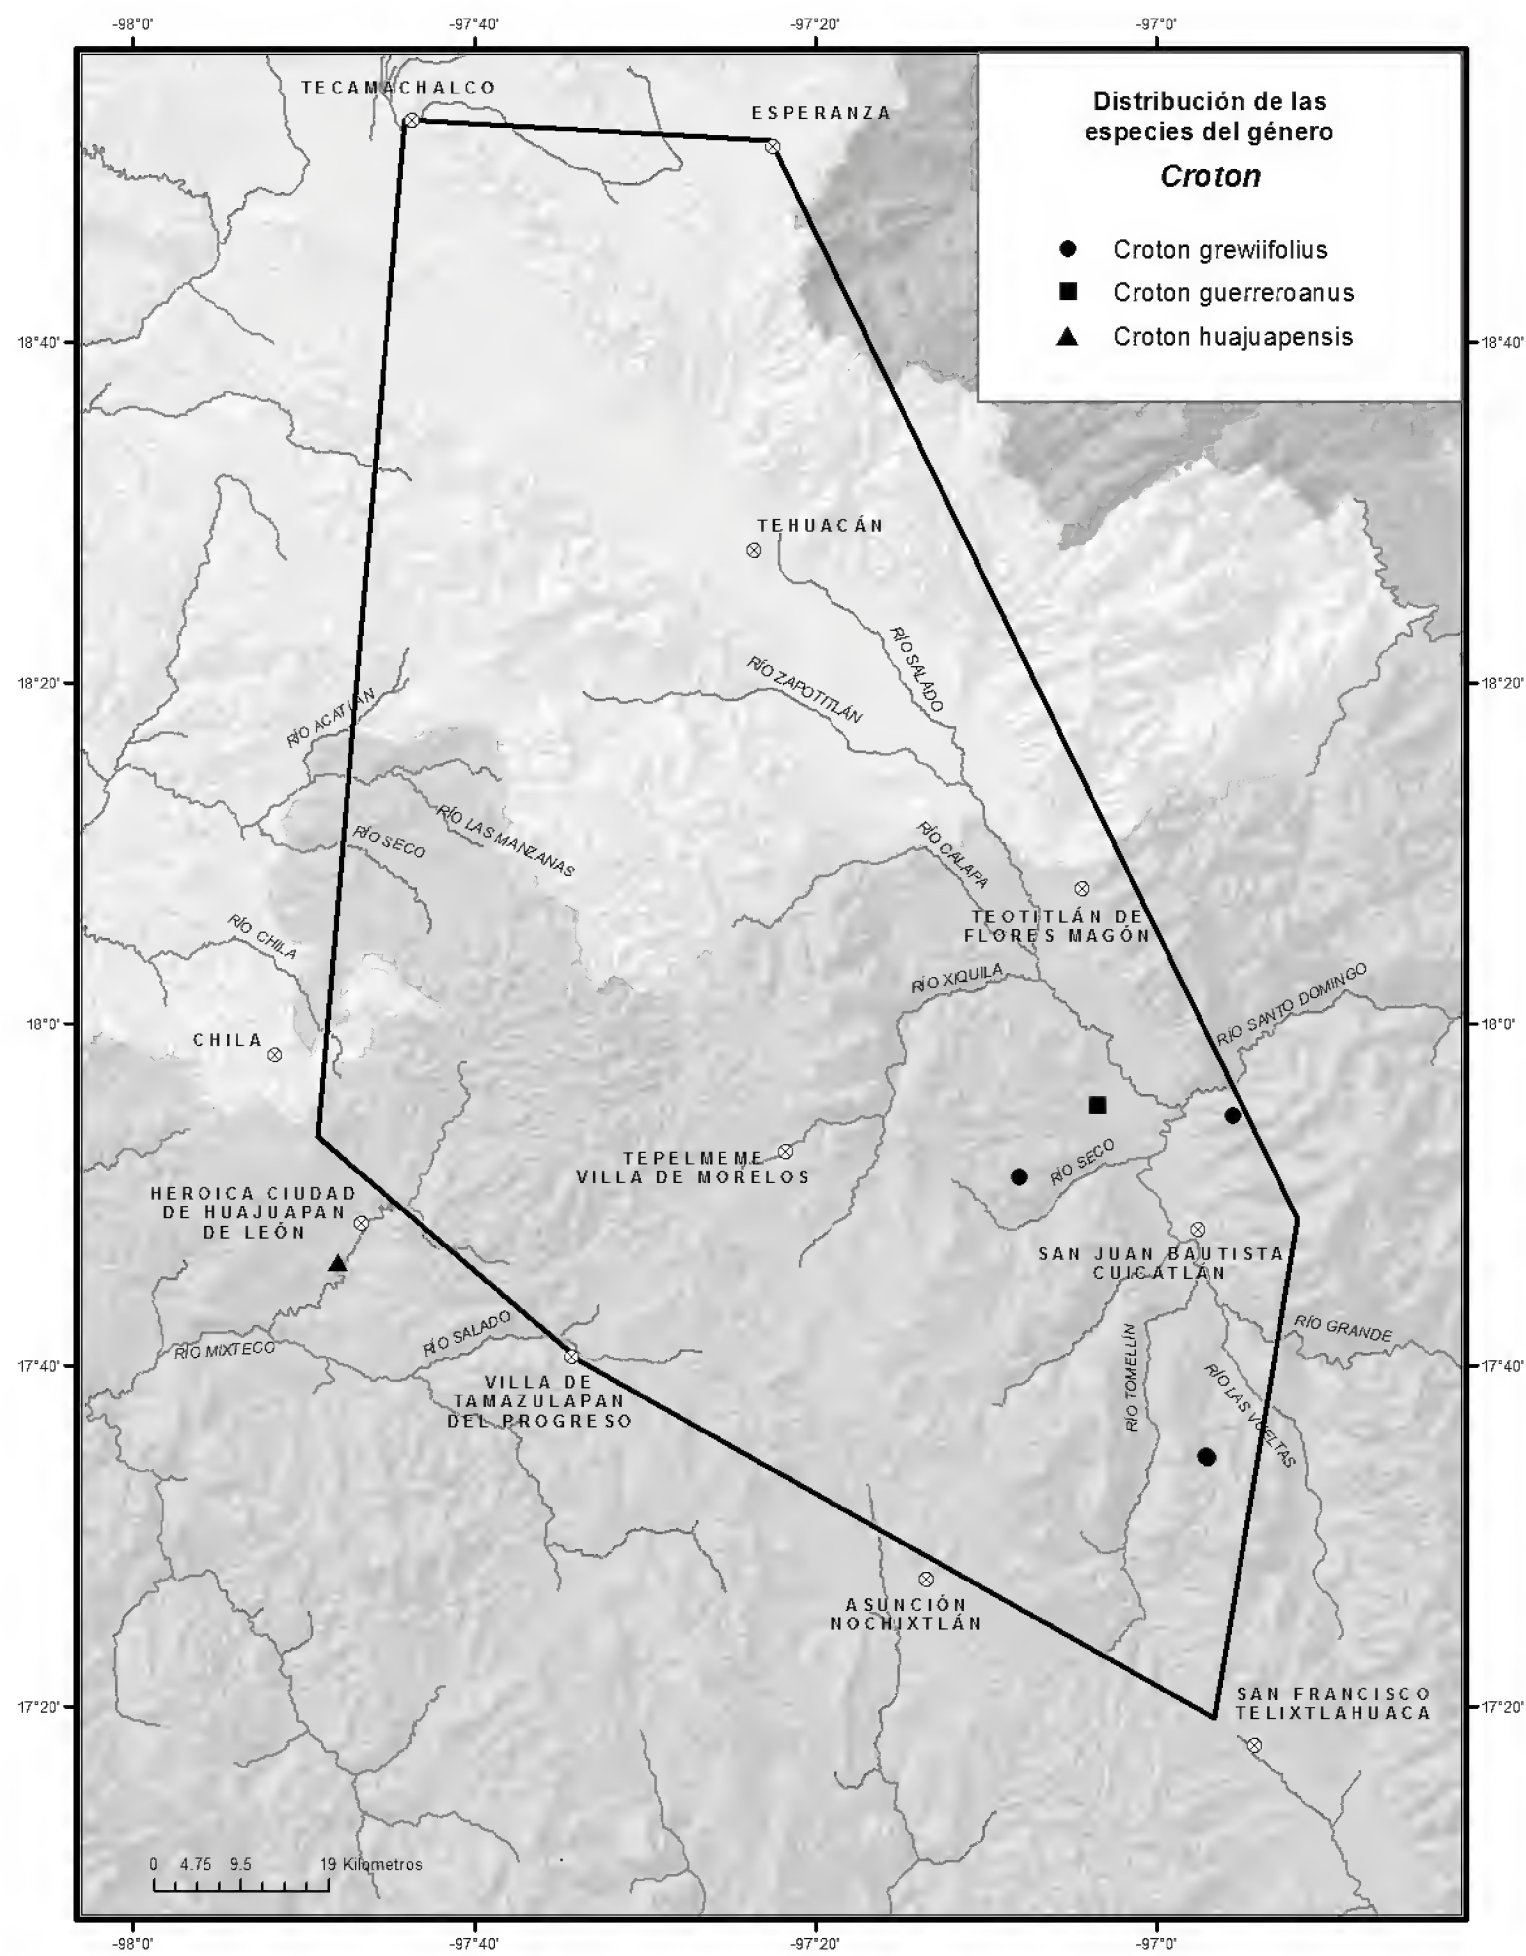 -98°0'
-97°40'
-97°20'
-97°0'
TECAMACHALCO
ESPERANZA
Distribución de las
especies del género
Croton
Croton grewiifolius
Croton guerreroanus
Croton huajuapensis
18°40'
18°40'
TEHUACÁN
RÍO SALADO
RÍO ZAPOTITLÁN
18°20'
18°20'
RÍO ACATLÁN
RÍO LAS MANZANAS
RÍO SECO
RÍO CALAPA
TEOTITLÁN DE
FLORES MAGÓN
RÍO CHILA
RÍO XIQUILA
RÍO SANTO DOMINGO
18°0'
18°0'
CHILA
TEPELMEME
VILLA DE MORELOS
RÍO SECO
HEROICA CIUDAD
DE HUAJUAPAN
DE LEÓN
SAN JUAN BAUTISTA
CUICATLÁN
RÍO SALADO
RÍO MIXTECO
RÍO GRANDE
RÍO TOMELLÍN
17°40'
17°40'
VILLA DE
TAMAZULAPAN
DEL PROGRESO
RÍO LAS VUELTAS
ASUNCIÓN
NOCHIXTLÁN
SAN FRANCISCO
TELIXTLAHUACA
17°20'
17°20'
0 4.75 9.5 19 Kilometros
-98°0'
-97°40'
-97°20'
-97°0'